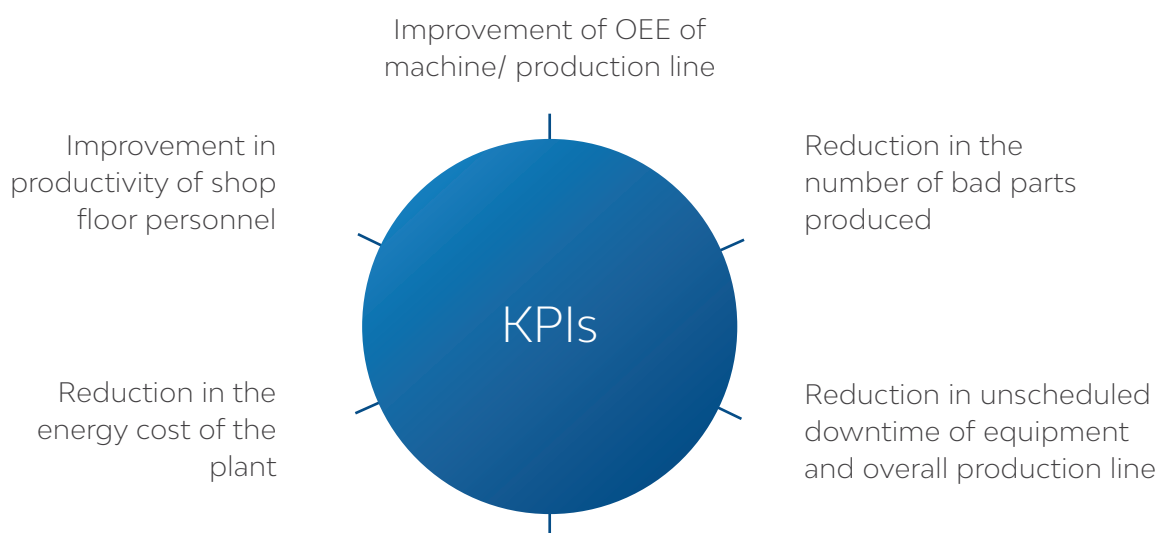 Improvement of OEE of
machine/ production line
Improvement in
productivity of shop
floor personnel
Reduction in the
number of bad parts
produced
KPIs
Reduction in the
energy cost of the
plant
Reduction in unscheduled
downtime of equipment
and overall production line